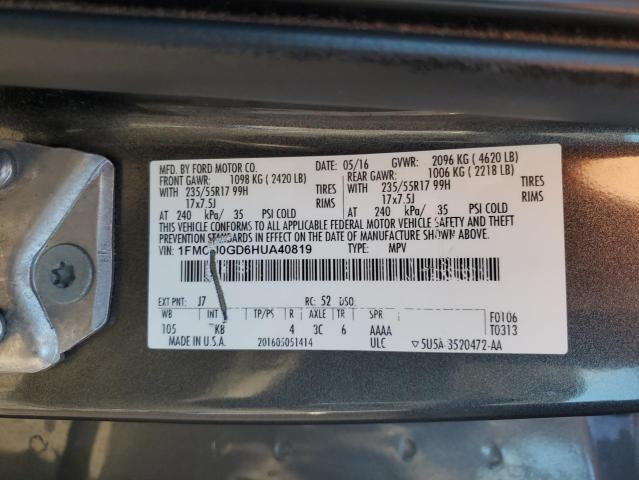 MFD. BY FORD MOTOR CO. DATE: 05/16 GVWR: 2096 KG ( 4620 LB)
FRONT GAWR: 1098 KG ( 2420 LB) REAR GAWR: 1006 KG ( 2218 LB)
WITH 235/55R17 99H TIRES WITH 235/55R17 99H TIRES
17x7.5J RIMS 17x7.5J RIMS
AT 240 kPa/ 35 PSI COLD AT 240 kPa/ 35 PSI COLD
THIS VEHICLE CONFORMS TO ALL APPLICABLE FEDERAL MOTOR VEHICLE SAFETY AND THEFT
PREVENTION STANDARDS IN EFFECT ON THE DATE OF MANUFACTURE SHOWN ABOVE.
VIN: TYPE: MPV
EXT PNT: J7 RC: 52 DSO:
WB INT TP/PS R AXLE TR SPR F0106
105 KB 4 3C 6 AAAA T0313
MADE IN U.S.A. 201605051414 ULC ▽5U5A-3520472-AA